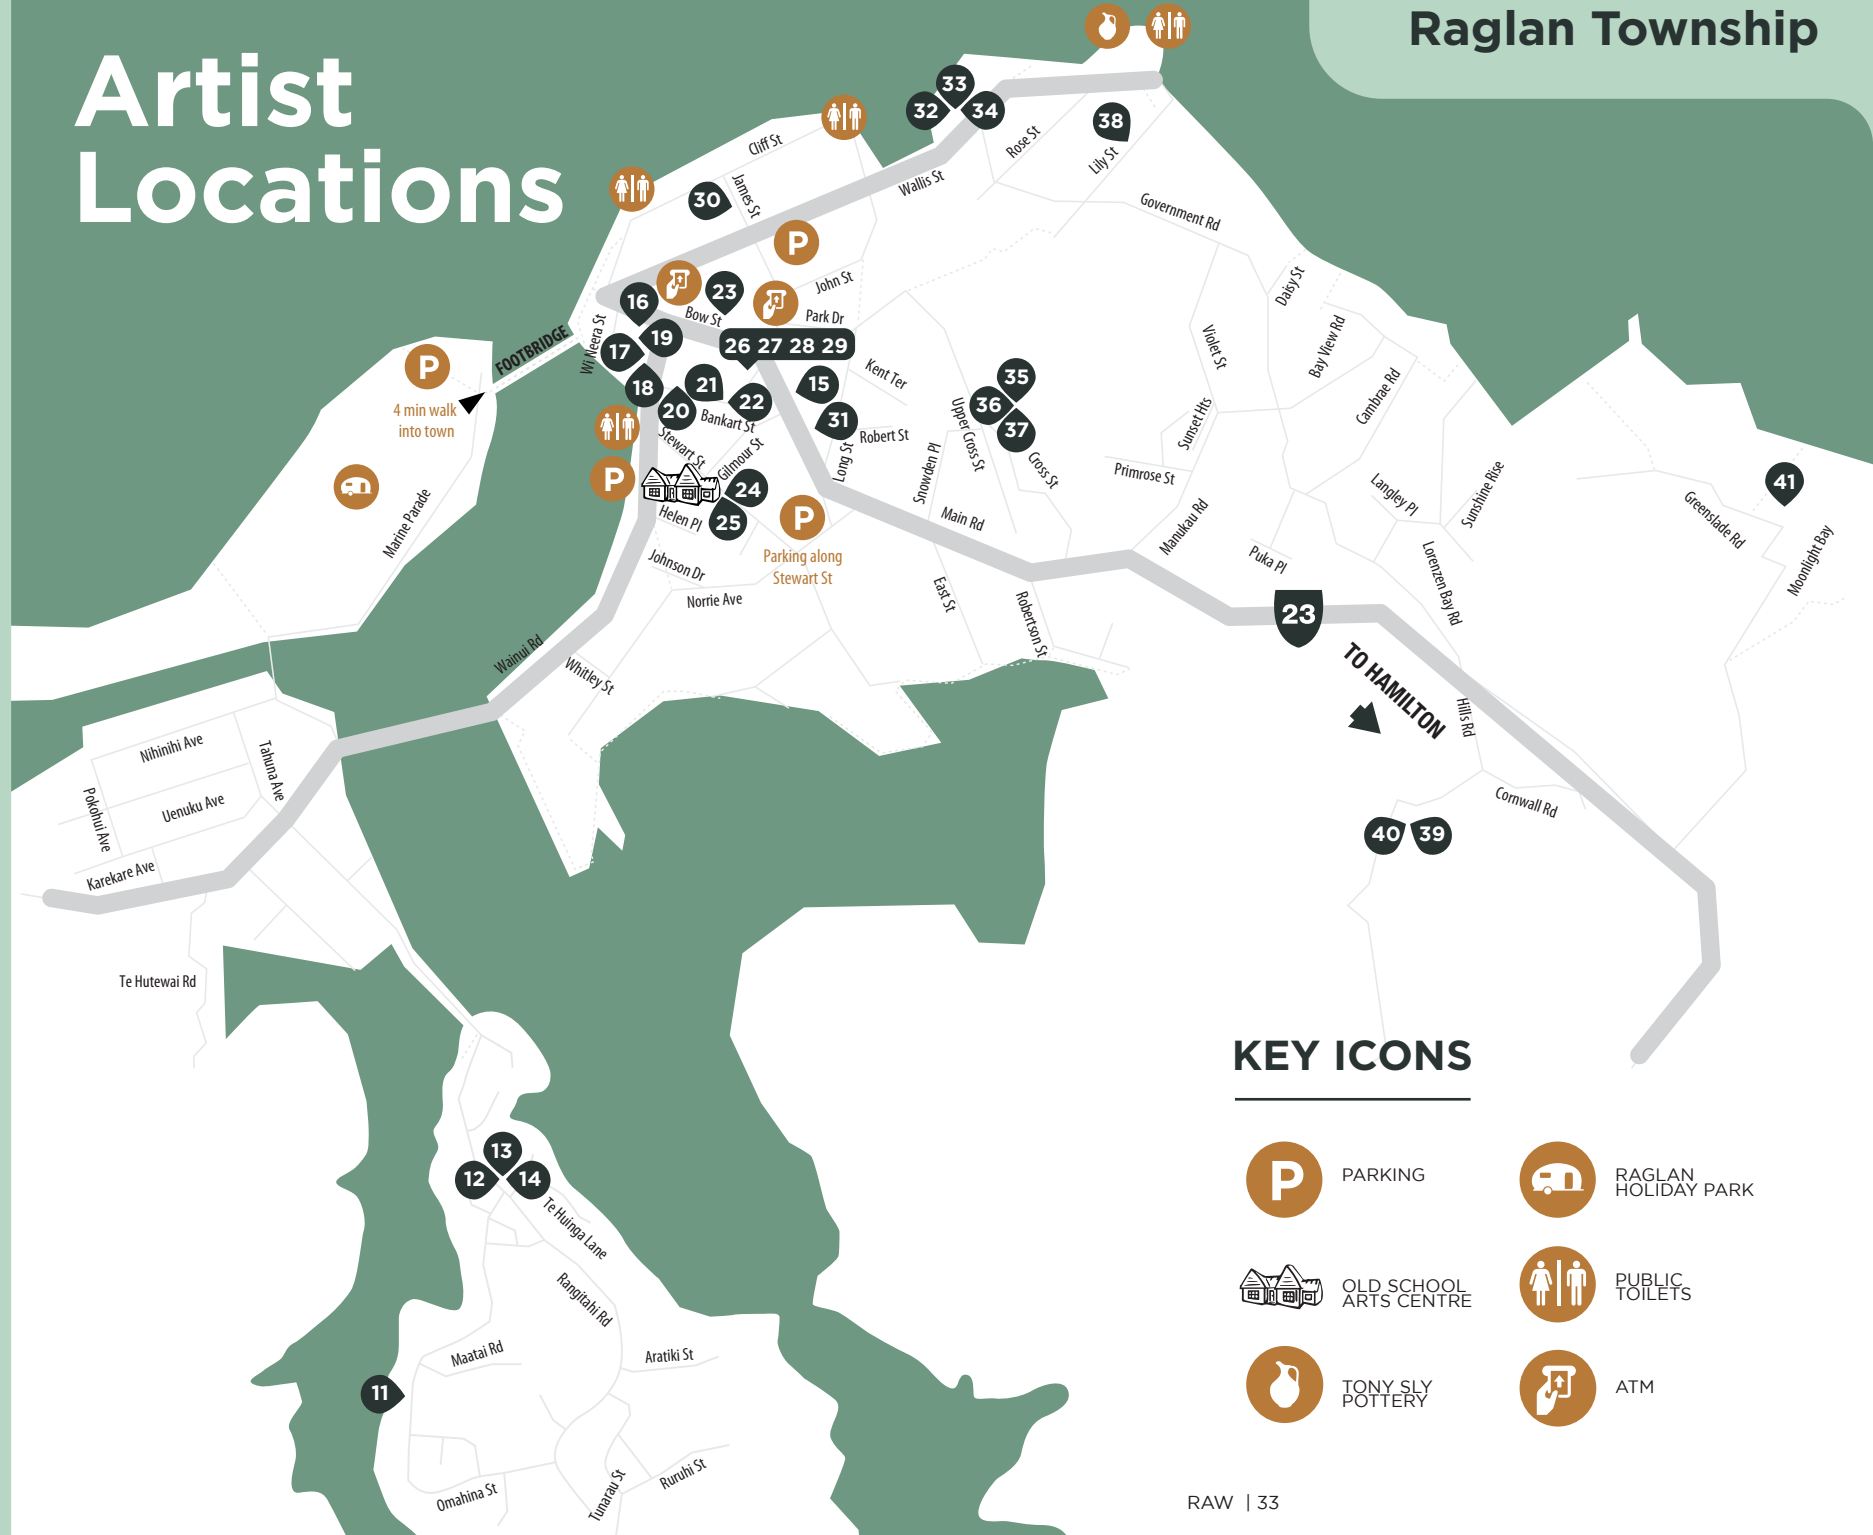 Artist
Locations
Raglan Township
33
32
34
38
Cliff St
James St
30
Rose St
Lily St
Wallis St
Government Rd
P
John St
Daisy St
16
23
Bow St
Park Dr
Wi Neera St
FOOTBRIDGE
17
19
26 27 28 29
Violet St
Bay View Rd
P
4 min walk
into town
18
21
20
22
15
Kent Ter
35
36
37
Cambrae Rd
Bankart St
31
Robert St
Upper Cross St
Sunset Hts
Stewart St
Gilmour St
Long St
Snowden Pl
Cross St
Primrose St
Langley Pl
Sunshine Rise
41
P
24
25
Helen Pl
P
Parking along
Stewart St
Main Rd
Manukau Rd
Greenslade Rd
Moonlight Bay
Marine Parade
Johnson Dr
Norrie Ave
East St
Robertson St
Puka Pl
Lorenzen Bay Rd
23
Wainui Rd
Whitley St
TO HAMILTON
Hills Rd
Nihinihi Ave
Tahuna Ave
Pokohui Ave
Uenuku Ave
Karekare Ave
Cornwall Rd
40
39
Te Hutewai Rd
13
12
14
Te Huinga Lane
Rangitahi Rd
Maatai Rd
Aratiki St
11
Omahina St
Tunarau St
Ruruhi St
KEY ICONS
P
PARKING
RAGLAN
HOLIDAY PARK
OLD SCHOOL
ARTS CENTRE
PUBLIC
TOILETS
TONY SLY
POTTERY
ATM
RAW | 33